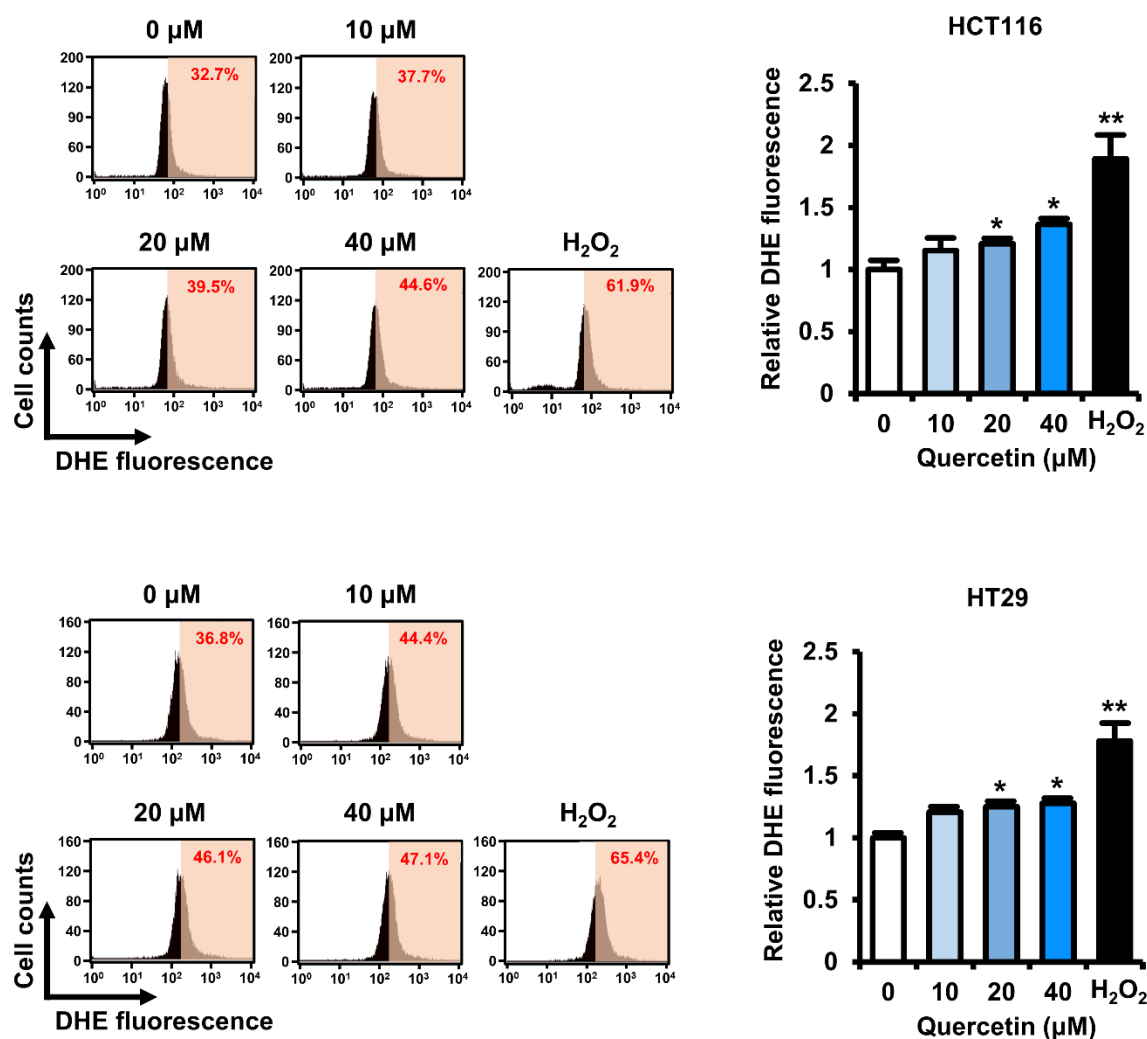 0 µM 10 µM
200 200
120 32.7% 120 37.7%
90 90
60 60
0 0
10⁰ 10¹ 10² 10³ 10⁴ 10⁰ 10¹ 10² 10³ 10⁴
20 µM 40 µM H₂O₂
200 200 200
120 39.5% 120 44.6% 120 61.9%
90 90 90
60 60 60
0 0 0
10⁰ 10¹ 10² 10³ 10⁴ 10⁰ 10¹ 10² 10³ 10⁴ 10⁰ 10¹ 10² 10³ 10⁴
Cell counts
DHE fluorescence
HCT116
Relative DHE fluorescence
2.5
2
1.5
1
0.5
0
* * **
0 10 20 40 H₂O₂
Quercetin (µM)
0 µM 10 µM
160 160
120 36.8% 120 44.4%
80 80
40 40
0 0
10⁰ 10¹ 10² 10³ 10⁴ 10⁰ 10¹ 10² 10³ 10⁴
20 µM 40 µM H₂O₂
160 160 160
120 46.1% 120 47.1% 120 65.4%
80 80 80
40 40 40
0 0 0
10⁰ 10¹ 10² 10³ 10⁴ 10⁰ 10¹ 10² 10³ 10⁴ 10⁰ 10¹ 10² 10³ 10⁴
Cell counts
DHE fluorescence
HT29
Relative DHE fluorescence
2.5
2
1.5
1
0.5
0
* * **
0 10 20 40 H₂O₂
Quercetin (µM)